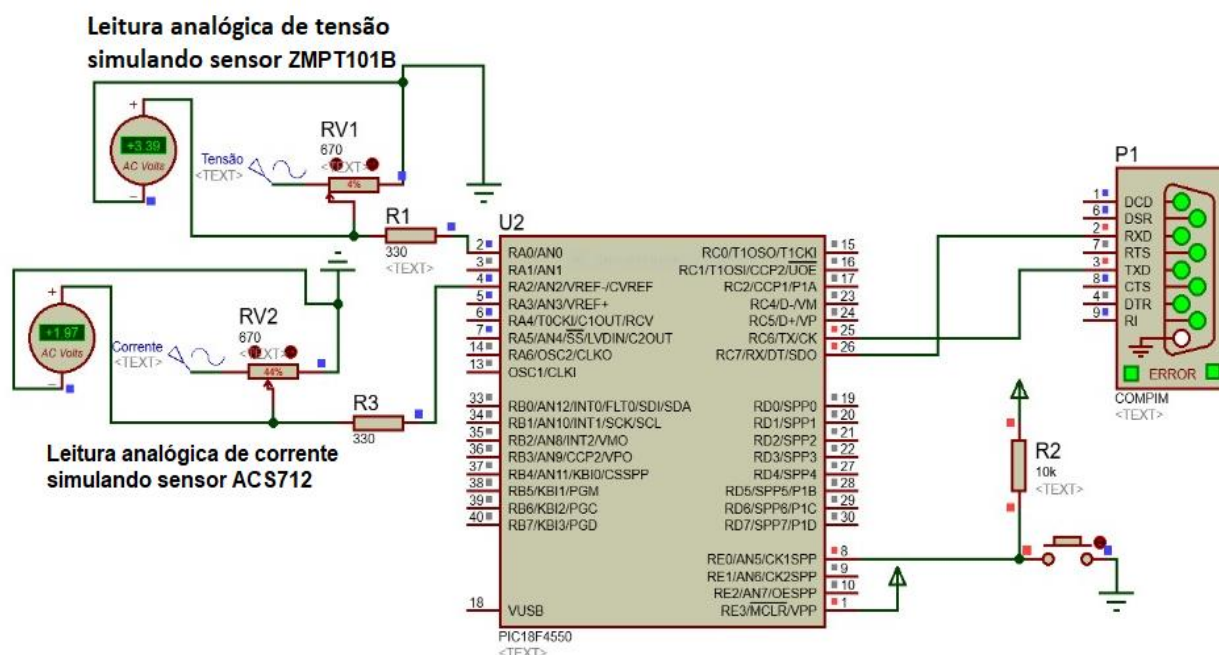 Leitura analógica de tensão
simulando sensor ZMPT101B
+3.39
AC Volts
Tensão
<TEXT>
RV1
670
<TEXT>
4%
R1
330
<TEXT>
+1.97
AC Volts
Corrente
<TEXT>
RV2
670
<TEXT>
44%
R3
330
Leitura analógica de corrente
simulando sensor ACS712
U2
2 RA0/AN0
3 RA1/AN1
4 RA2/AN2/VREF-/CVREF
5 RA3/AN3/VREF+
6 RA4/T0CKI/C1OUT/RCV
7 RA5/AN4/SS/LVDIN/C2OUT
14 RA6/OSC2/CLKO
13 OSC1/CLKI
33 RB0/AN12/INT0/FLT0/SDI/SDA
34 RB1/AN10/INT1/SCK/SCL
35 RB2/AN8/INT2/VMO
36 RB3/AN9/CCP2/VPO
37 RB4/AN11/KBI0/CSSPP
38 RB5/KBI1/PGM
39 RB6/KBI2/PGC
40 RB7/KBI3/PGD
18 VUSB
RC0/T1OSO/T1CKI 15
RC1/T1OSI/CCP2/UOE 16
RC2/CCP1/P1A 17
RC4/D-/VM 23
RC5/D+/VP 24
RC6/TX/CK 25
RC7/RX/DT/SDO 26
RD0/SPP0 19
RD1/SPP1 20
RD2/SPP2 21
RD3/SPP3 22
RD4/SPP4 27
RD5/SPP5/P1B 28
RD6/SPP6/P1C 29
RD7/SPP7/P1D 30
RE0/AN5/CK1SPP 8
RE1/AN6/CK2SPP 9
RE2/AN7/OESPP 10
RE3/MCLR/VPP 1
PIC18F4550
<TEXT>
P1
1 DCD
6 DSR
2 RXD
7 RTS
3 TXD
8 CTS
4 DTR
9 RI
ERROR
COMPIM
<TEXT>
R2
10k
<TEXT>